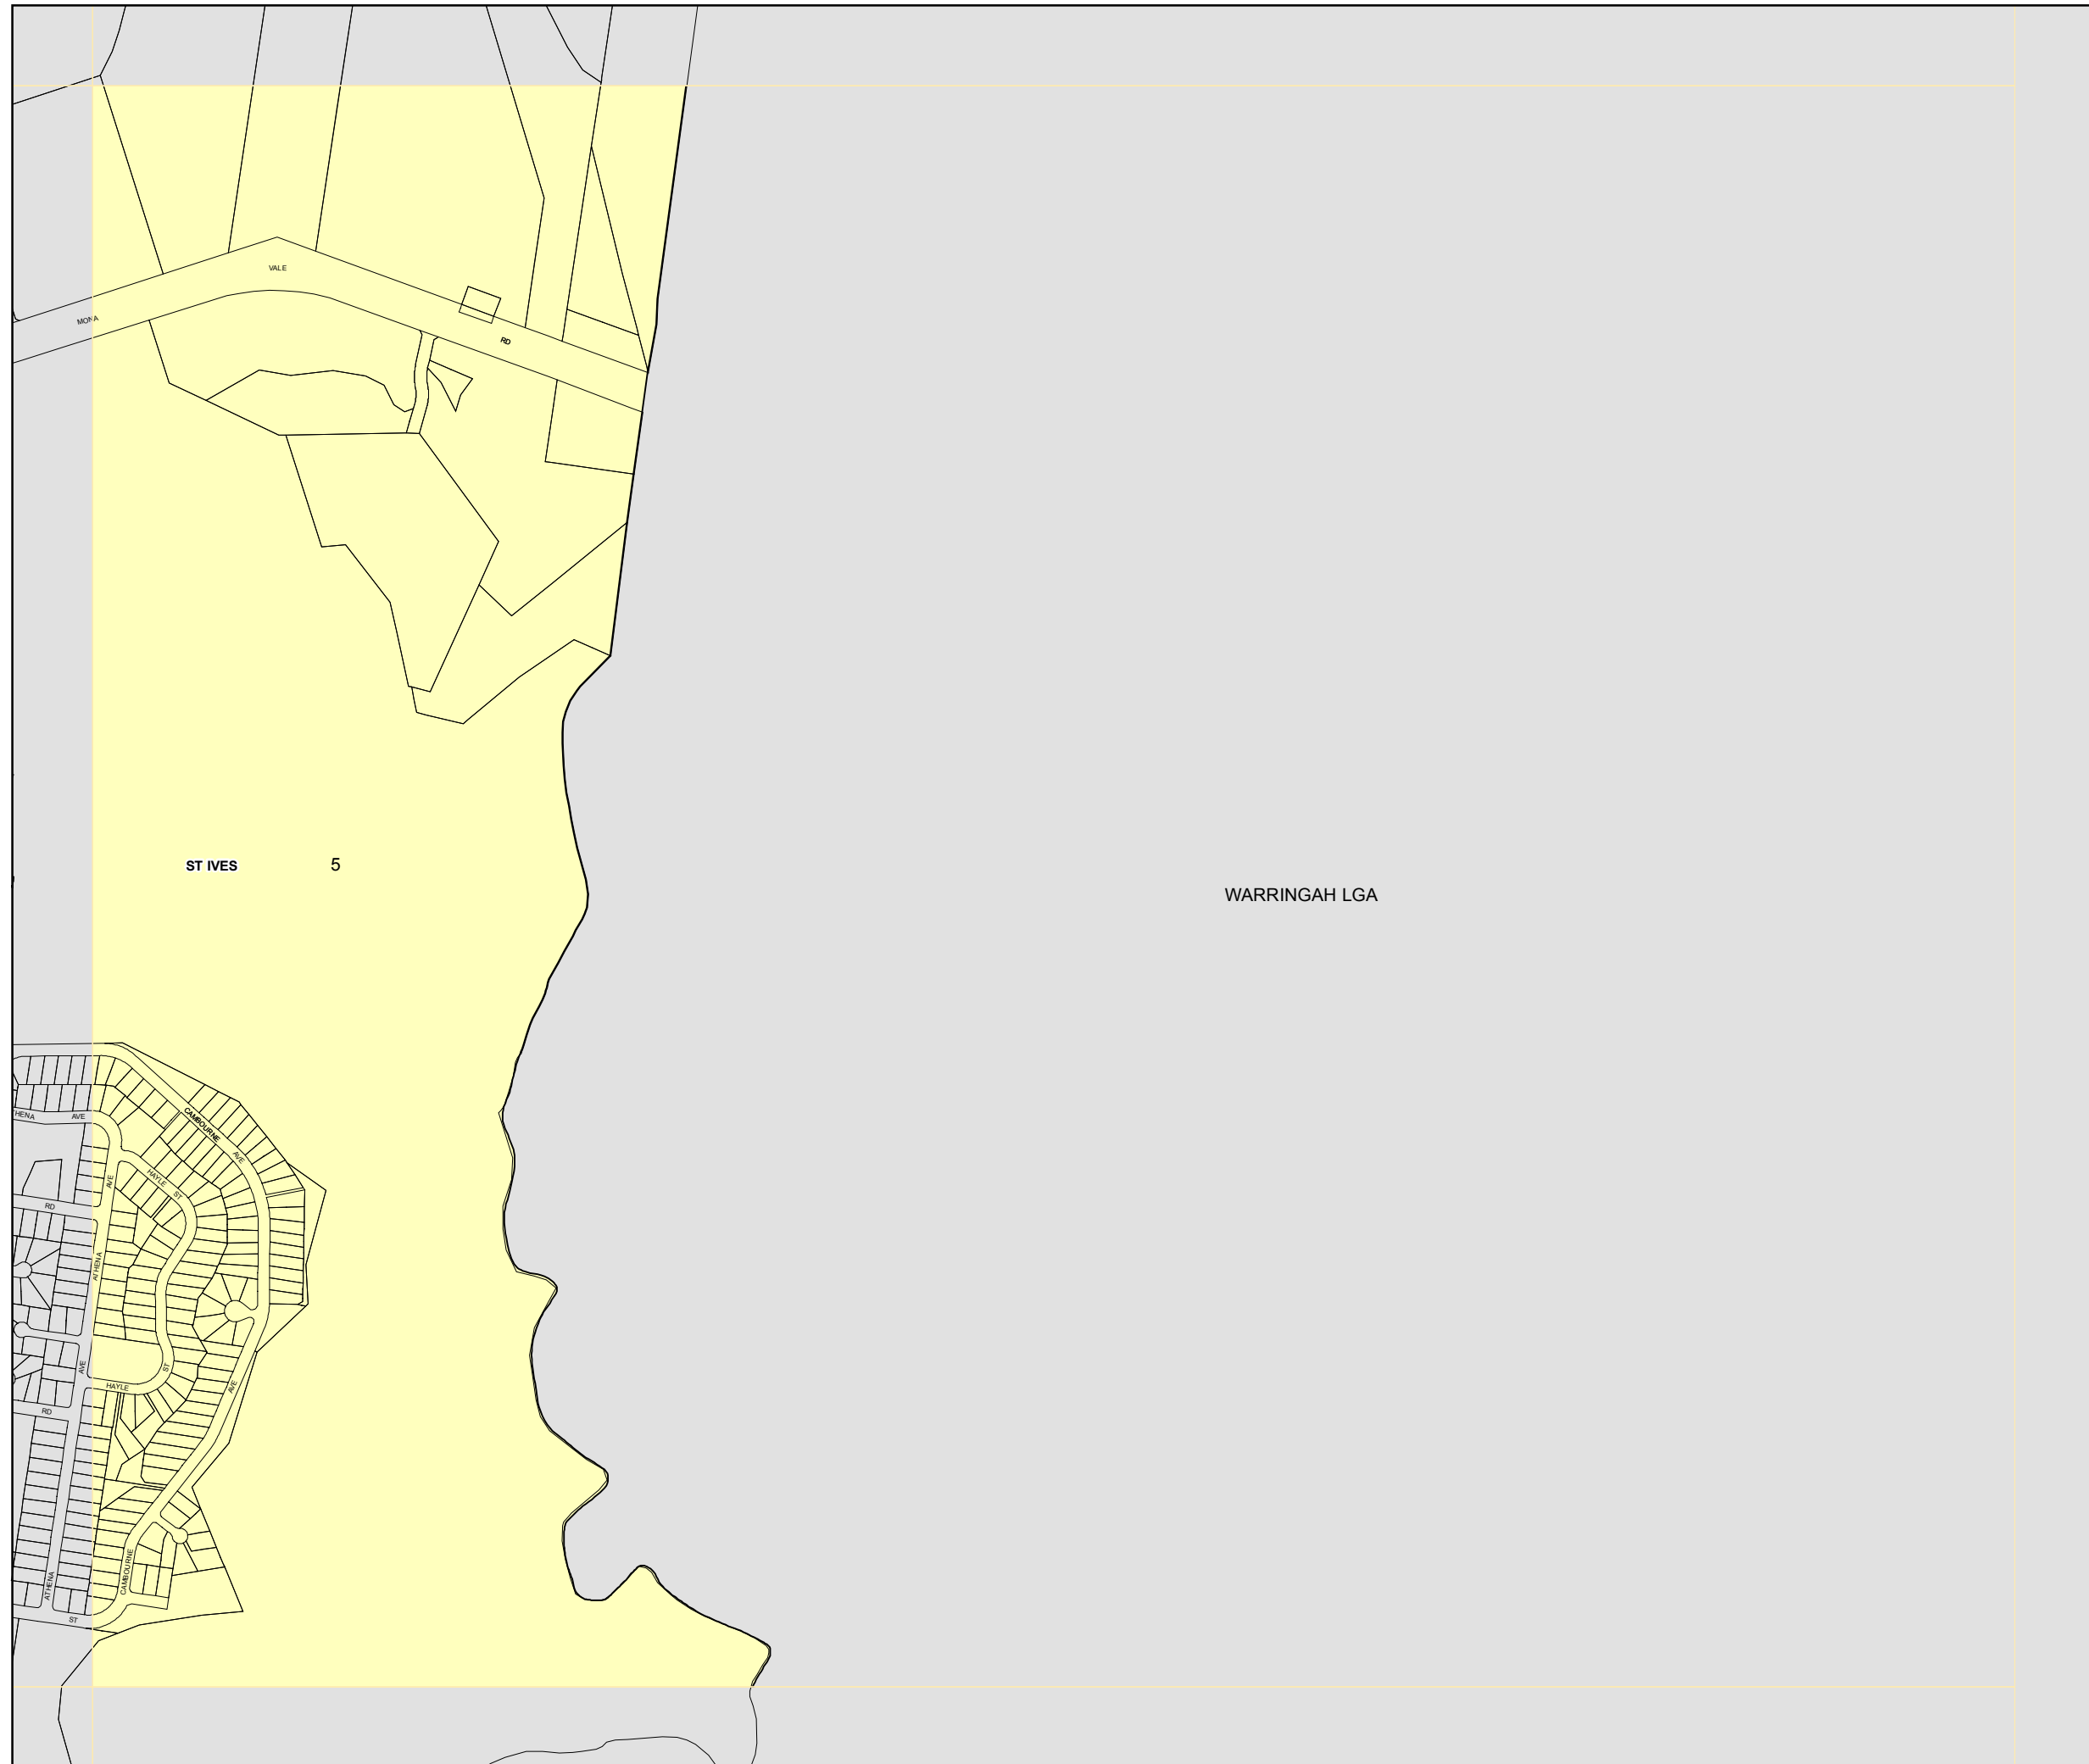 VALE
MONA
RD
ST IVES 5
WARRINGAH LGA
HENA AVE
CAMBOURNE
AVE
HAYLE ST
AVE
RD
ATHENA
AVE
ST
HAYLE
AVE
RD
CAMBOURNE
ATHENA
ST